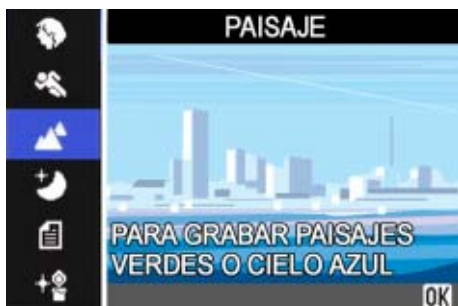 PAISAJE
PARA GRABAR PAISAJES
VERDES O CIELO AZUL
OK